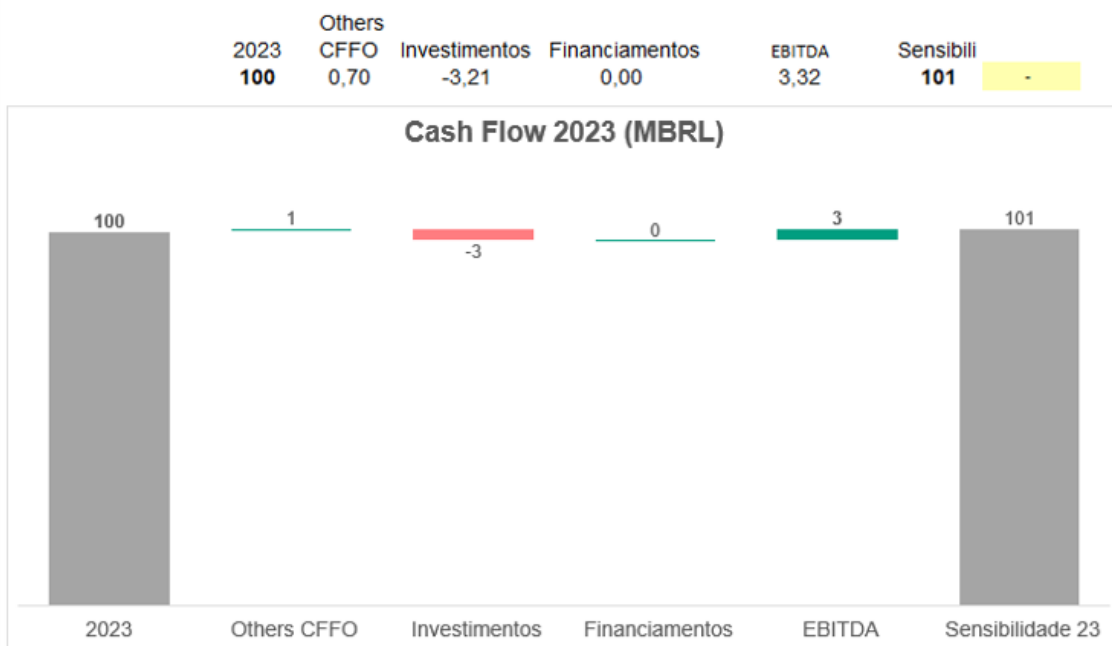 Others
2023 CFFO Investimentos Financiamentos EBITDA Sensibili
100 0,70 -3,21 0,00 3,32 101 -
Cash Flow 2023 (MBRL)
100 1 -3 0 3 101
2023 Others CFFO Investimentos Financiamentos EBITDA Sensibilidade 23